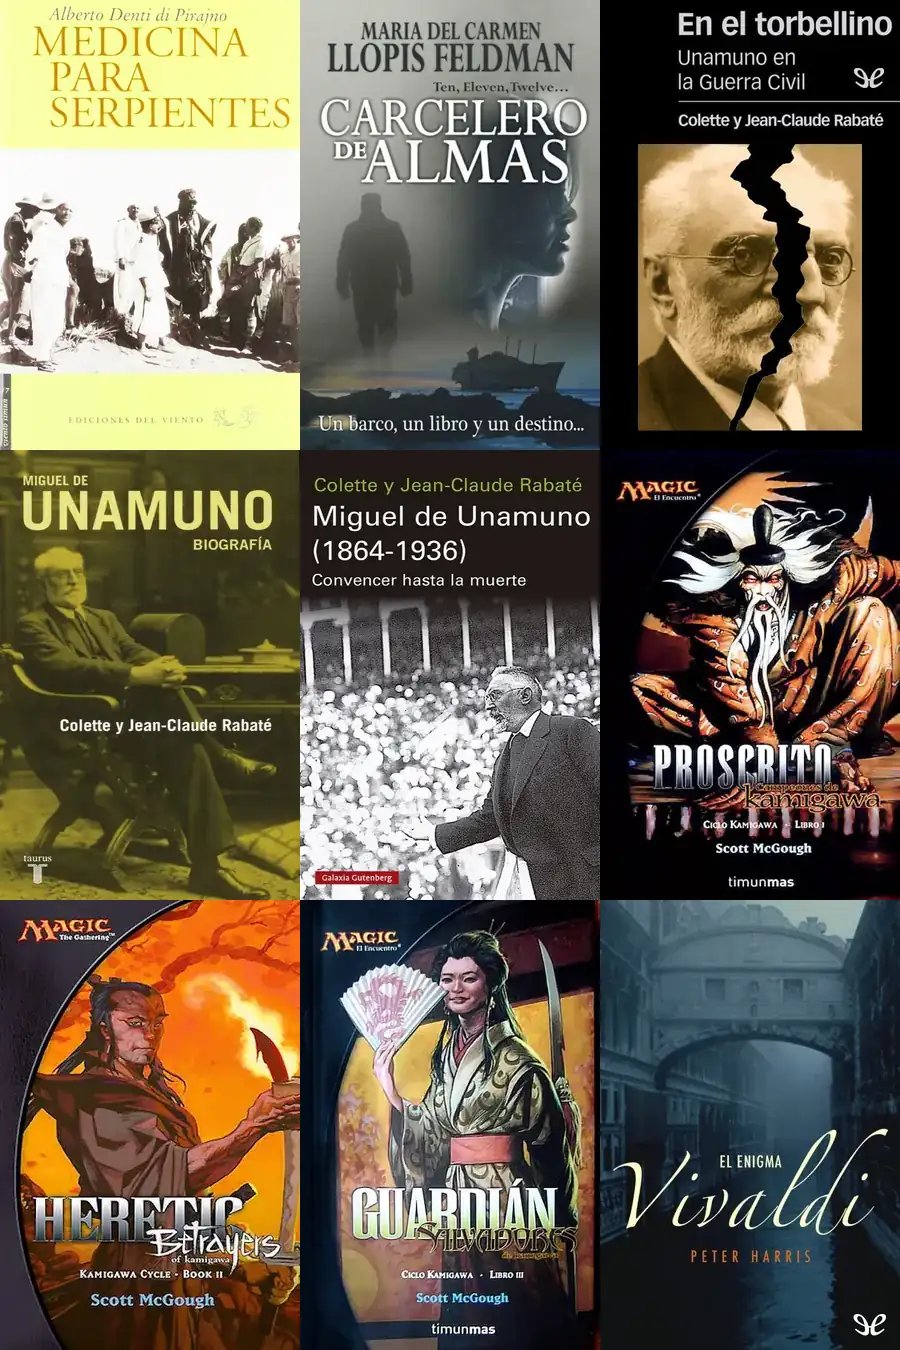 Alberto Denti di Pirajno
MEDICINA
PARA
SERPIENTES
EDICIONES DEL VIENTO
MARIA DEL CARMEN
LLOPIS FELDMAN
Ten, Eleven, Twelve...
CARCELERO
DE ALMAS
Un barco, un libro y un destino...
En el torbellino
Unamuno en
la Guerra Civil
Colette y Jean-Claude Rabaté
MIGUEL DE
UNAMUNO
BIOGRAFÍA
Colette y Jean-Claude Rabaté
taurus
Colette y Jean-Claude Rabaté
Miguel de Unamuno
(1864-1936)
Convencer hasta la muerte
Galaxia Gutenberg
MAGIC
El Encuentro®
PROSCRITO
Campeones de
kamigawa
CICLO KAMIGAWA · LIBRO I
Scott McGough
timunmas
MAGIC
The Gathering™
HERETIC
Betrayers
of kamigawa
KAMIGAWA CYCLE · BOOK II
Scott McGough
MAGIC
El Encuentro®
GUARDIÁN
SALVADORES
de kamigawa
CICLO KAMIGAWA · LIBRO III
Scott McGough
timunmas
EL ENIGMA
Vivaldi
PETER HARRIS